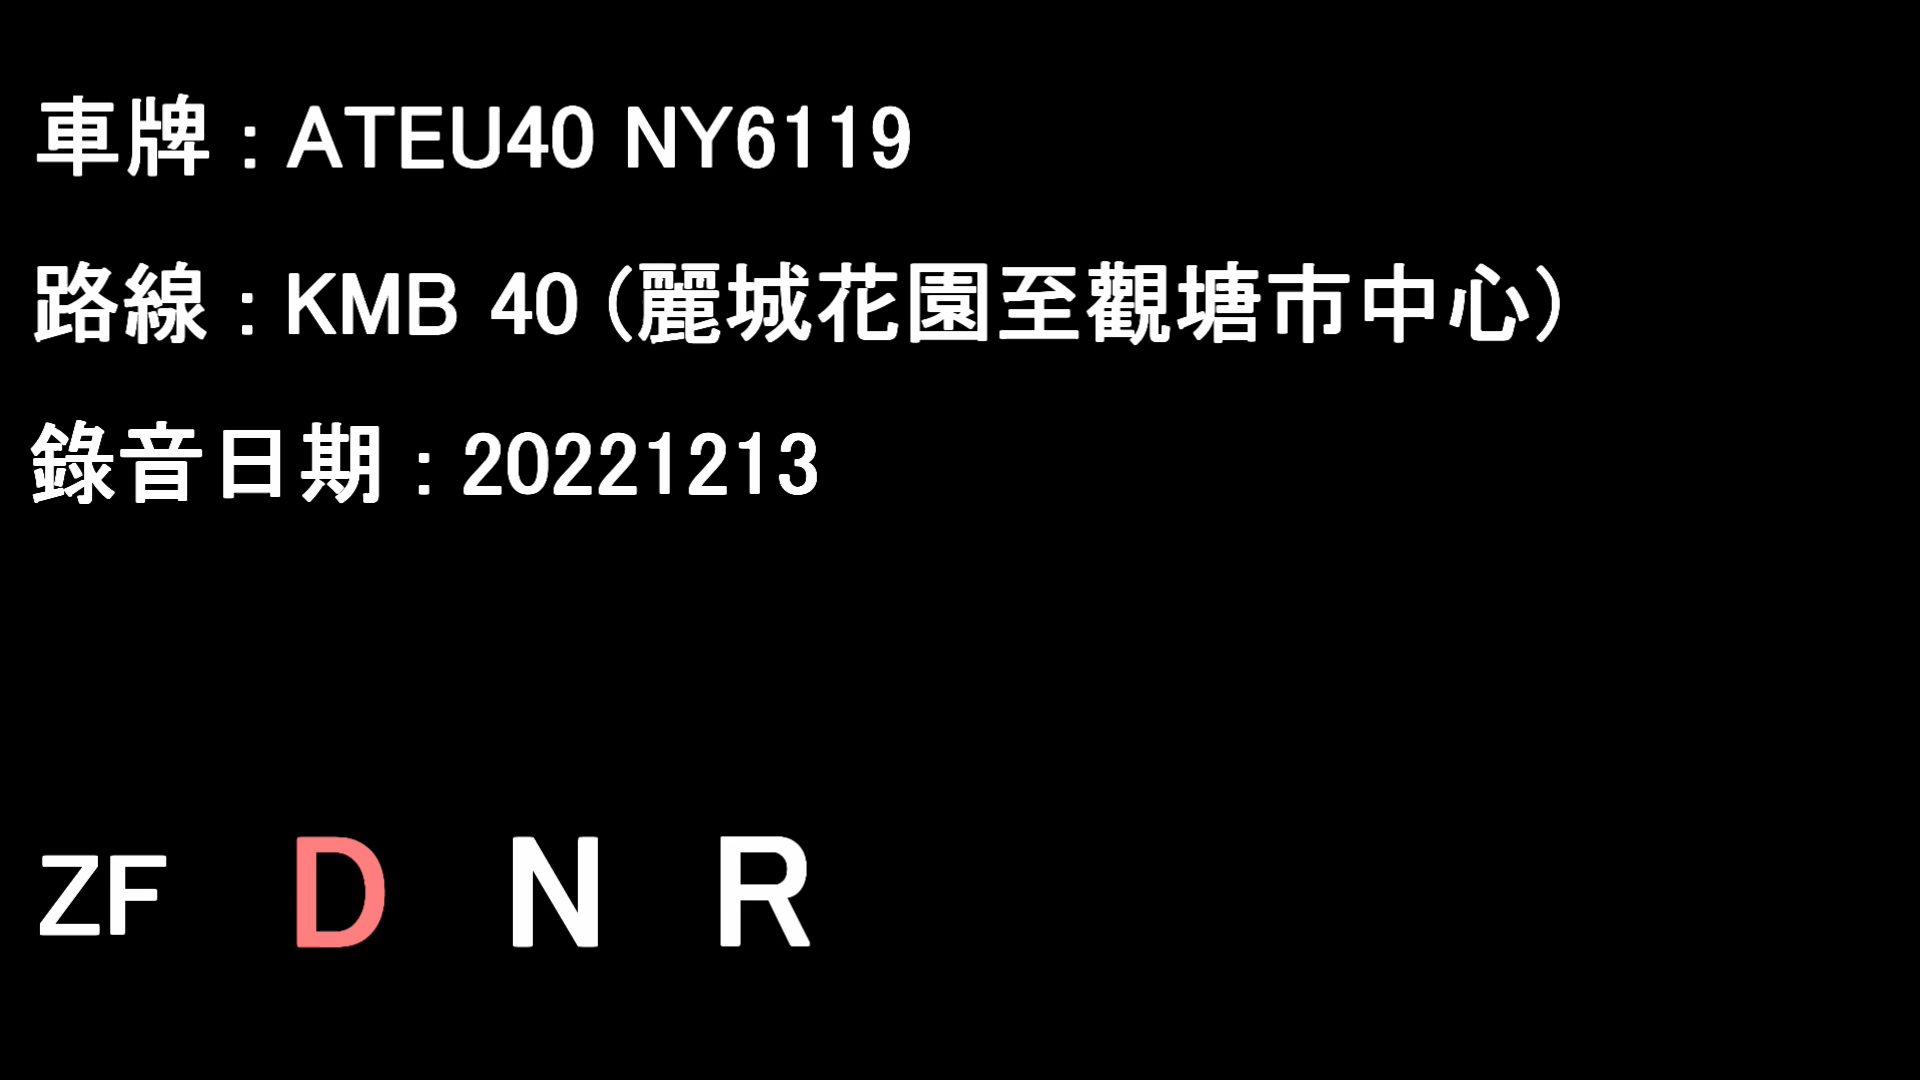 車牌 : ATEU40 NY6119
路線 : KMB 40 (麗城花園至觀塘市中心)
錄音日期 : 20221213
ZF D N R